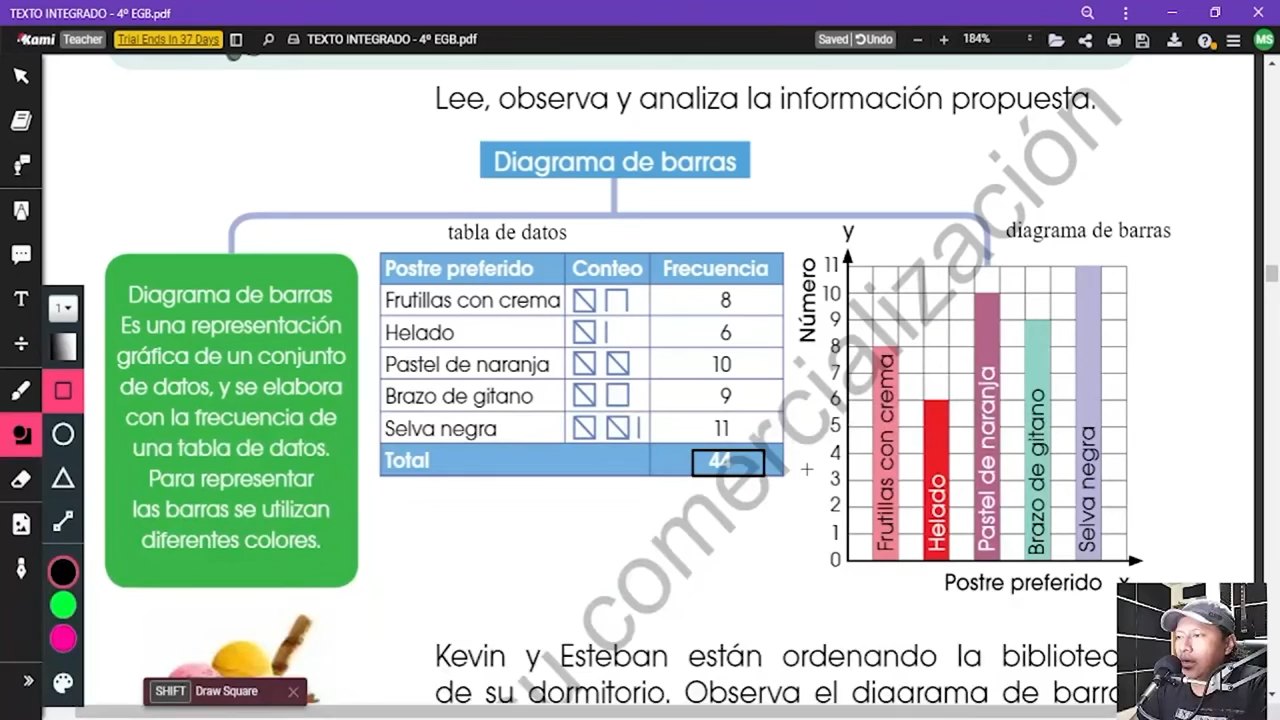 TEXTO INTEGRADO - 4º EGB.pdf
Kami Teacher Trial Ends In 37 Days TEXTO INTEGRADO - 4º EGB.pdf Saved Undo 184% MS
Lee, observa y analiza la información propuesta.
Diagrama de barras
tabla de datos
diagrama de barras
Diagrama de barras
Es una representación
gráfica de un conjunto
de datos, y se elabora
con la frecuencia de
una tabla de datos.
Para representar
las barras se utilizan
diferentes colores.
Postre preferido Conteo Frecuencia
Frutillas con crema 8
Helado 6
Pastel de naranja 10
Brazo de gitano 9
Selva negra 11
Total 44
y
Número
11
10
9
8
7
6
5
4
3
2
1
0
Frutillas con crema
Helado
Pastel de naranja
Brazo de gitano
Selva negra
Postre preferido
comercialización
Kevin y Esteban están ordenando la bibliotec
de su dormitorio. Observa el diagrama de barra
SHIFT Draw Square
T
1